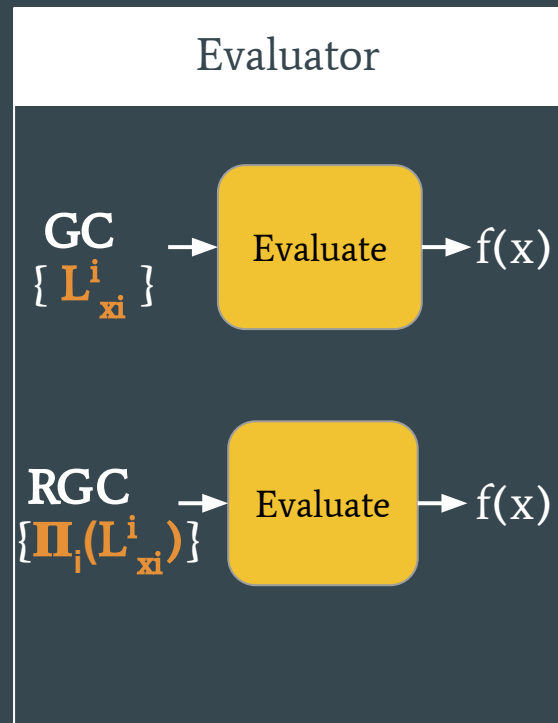 Evaluator
GC
{ Lⁱₓᵢ }
Evaluate
f(x)
RGC
{Πᵢ(Lⁱₓᵢ)}
Evaluate
f(x)